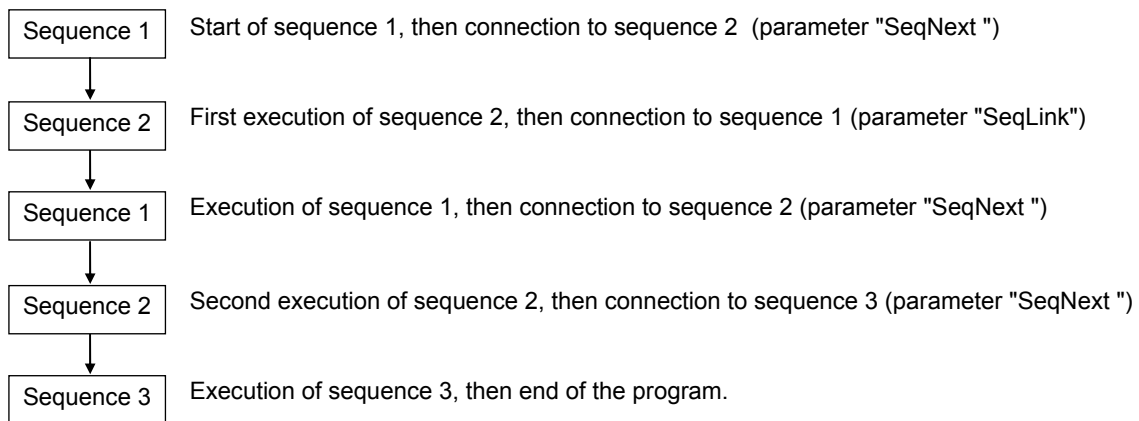 Sequence 1 Start of sequence 1, then connection to sequence 2 (parameter "SeqNext ")
Sequence 2 First execution of sequence 2, then connection to sequence 1 (parameter "SeqLink")
Sequence 1 Execution of sequence 1, then connection to sequence 2 (parameter "SeqNext ")
Sequence 2 Second execution of sequence 2, then connection to sequence 3 (parameter "SeqNext ")
Sequence 3 Execution of sequence 3, then end of the program.